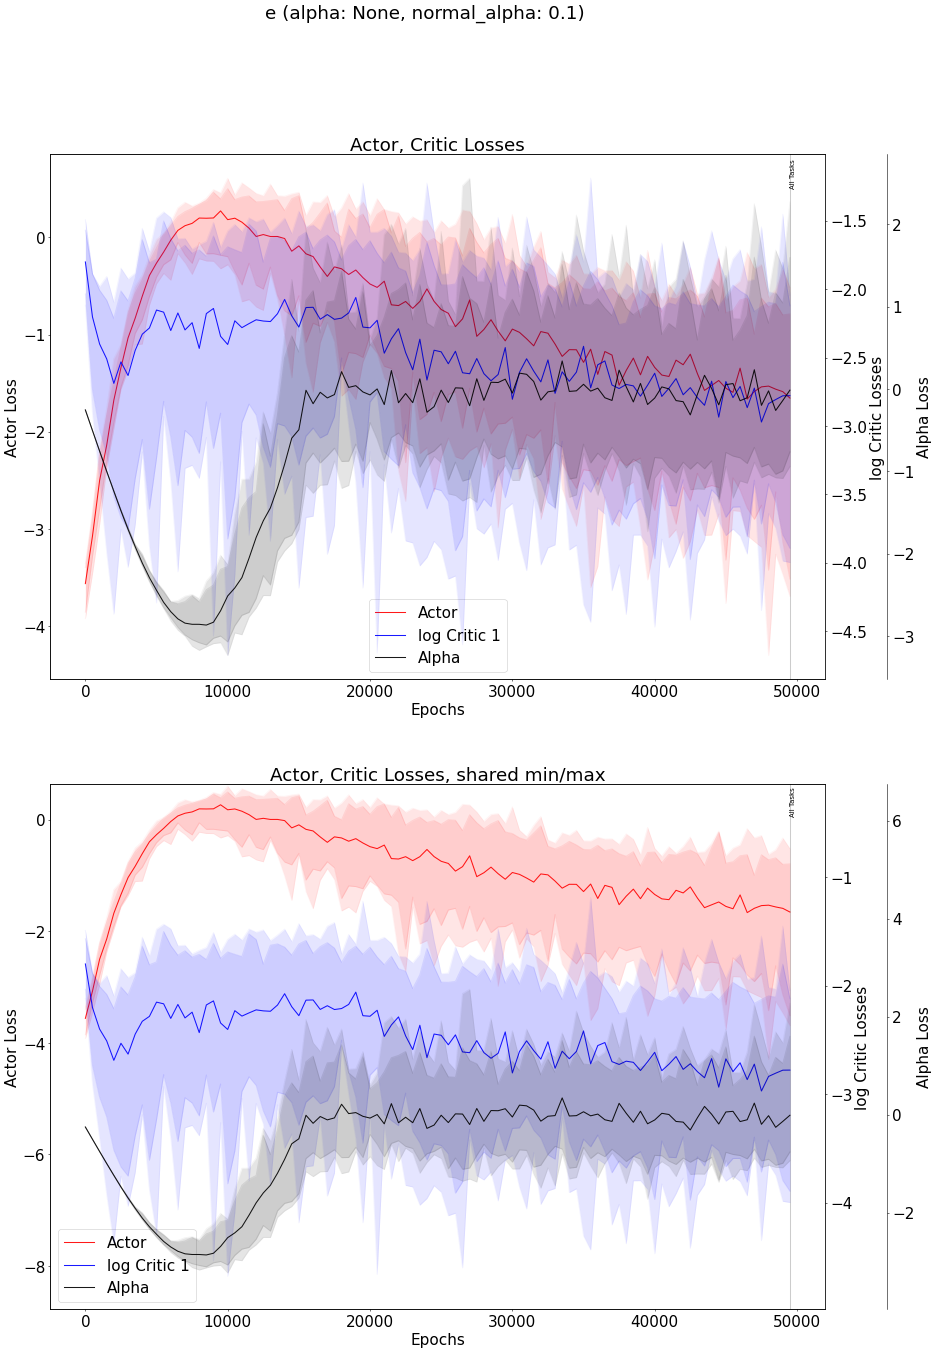 e (alpha: None, normal_alpha: 0.1)
Actor, Critic Losses
All Tasks
0
−1
−2
−3
−4
Actor Loss
−1.5
−2.0
−2.5
−3.0
−3.5
−4.0
−4.5
log Critic Losses
2
1
0
−1
−2
−3
Alpha Loss
Actor
log Critic 1
Alpha
0 10000 20000 30000 40000 50000
Epochs
Actor, Critic Losses, shared min/max
All Tasks
0
−2
−4
−6
−8
Actor Loss
−1
−2
−3
−4
log Critic Losses
6
4
2
0
−2
Alpha Loss
Actor
log Critic 1
Alpha
0 10000 20000 30000 40000 50000
Epochs